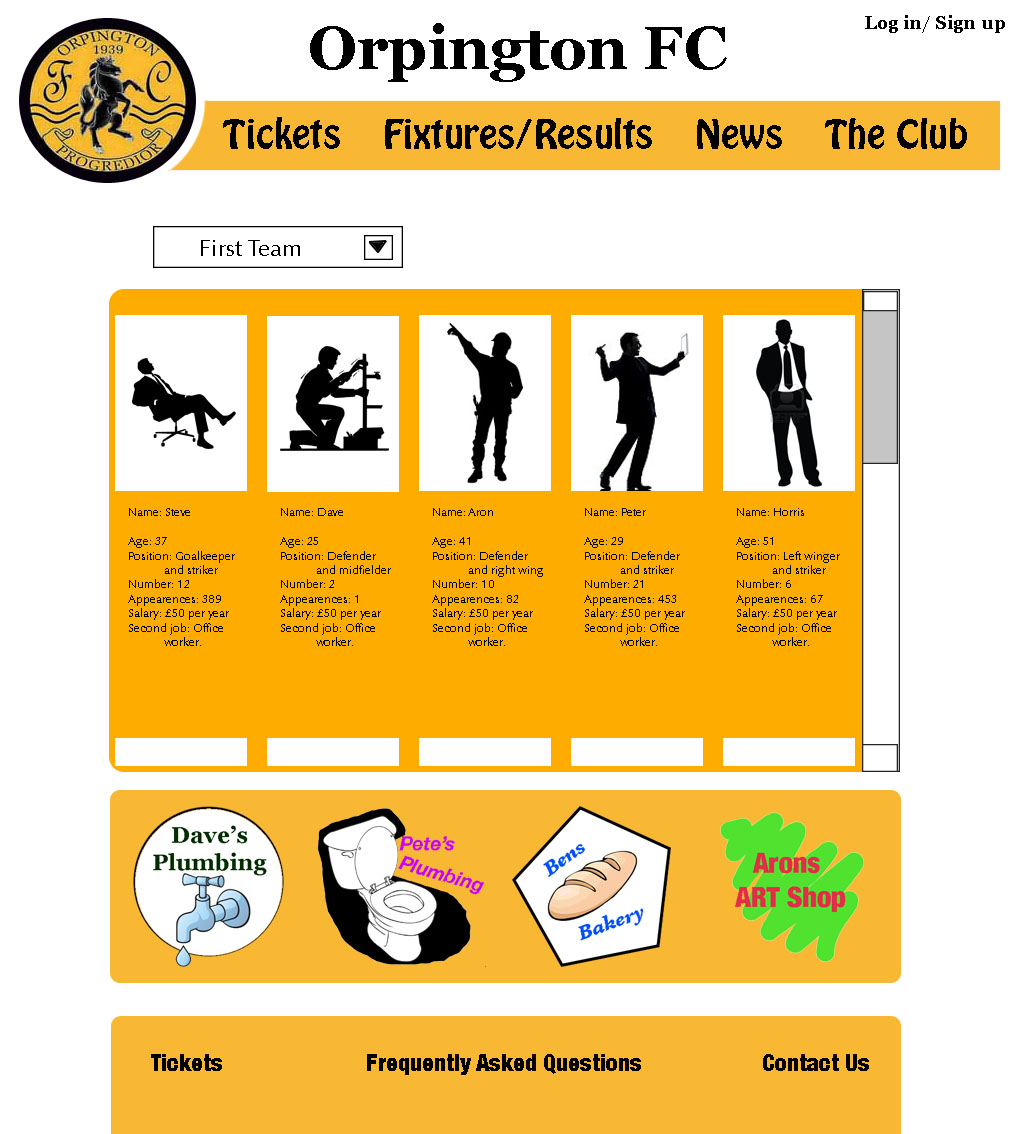 Log in/ Sign up
Orpington FC
ORPINGTON
1939
F C
PROGREDIOR
Tickets Fixtures/Results News The Club
First Team
Name: Steve
Age: 37
Position: Goalkeeper
and striker
Number: 12
Appearences: 389
Salary: £50 per year
Second job: Office
worker.
Name: Dave
Age: 25
Position: Defender
and midfielder
Number: 2
Appearences: 1
Salary: £50 per year
Second job: Office
worker.
Name: Aron
Age: 41
Position: Defender
and right wing
Number: 10
Appearences: 82
Salary: £50 per year
Second job: Office
worker.
Name: Peter
Age: 29
Position: Defender
and striker
Number: 21
Appearences: 453
Salary: £50 per year
Second job: Office
worker.
Name: Horris
Age: 51
Position: Left winger
and striker
Number: 6
Appearences: 67
Salary: £50 per year
Second job: Office
worker.
Dave's
Plumbing
Pete's
Plumbing
Bens
Bakery
Arons
ART Shop
Tickets Frequently Asked Questions Contact Us